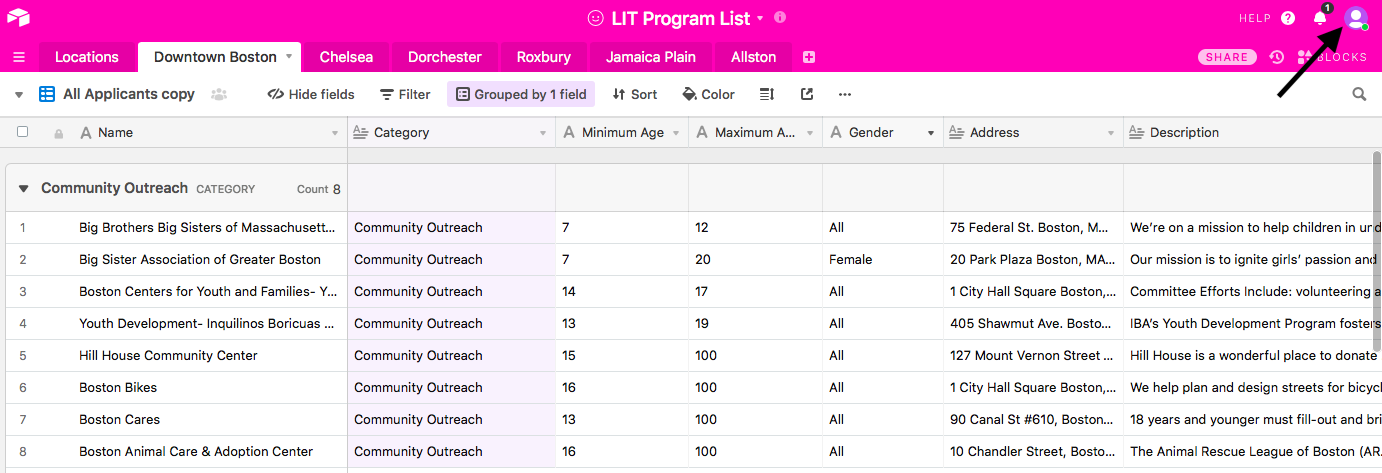 LIT Program List
HELP ? 1
Locations Downtown Boston Chelsea Dorchester Roxbury Jamaica Plain Allston SHARE BLOCKS
All Applicants copy Hide fields Filter Grouped by 1 field Sort Color
A Name Category A Minimum Age A Maximum A... A Gender Address Description
Community Outreach CATEGORY Count 8
1 Big Brothers Big Sisters of Massachusett... Community Outreach 7 12 All 75 Federal St. Boston, M... We're on a mission to help children in und
2 Big Sister Association of Greater Boston Community Outreach 7 20 Female 20 Park Plaza Boston, MA... Our mission is to ignite girls' passion and
3 Boston Centers for Youth and Families- Y... Community Outreach 14 17 All 1 City Hall Square Boston,... Committee Efforts Include: volunteering a
4 Youth Development- Inquilinos Boricuas ... Community Outreach 13 19 All 405 Shawmut Ave. Bosto... IBA's Youth Development Program fosters
5 Hill House Community Center Community Outreach 15 100 All 127 Mount Vernon Street ... Hill House is a wonderful place to donate
6 Boston Bikes Community Outreach 16 100 All 1 City Hall Square Boston,... We help plan and design streets for bicyc
7 Boston Cares Community Outreach 13 100 All 90 Canal St #610, Boston... 18 years and younger must fill-out and bri
8 Boston Animal Care & Adoption Center Community Outreach 16 100 All 10 Chandler Street, Bosto... The Animal Rescue League of Boston (AR